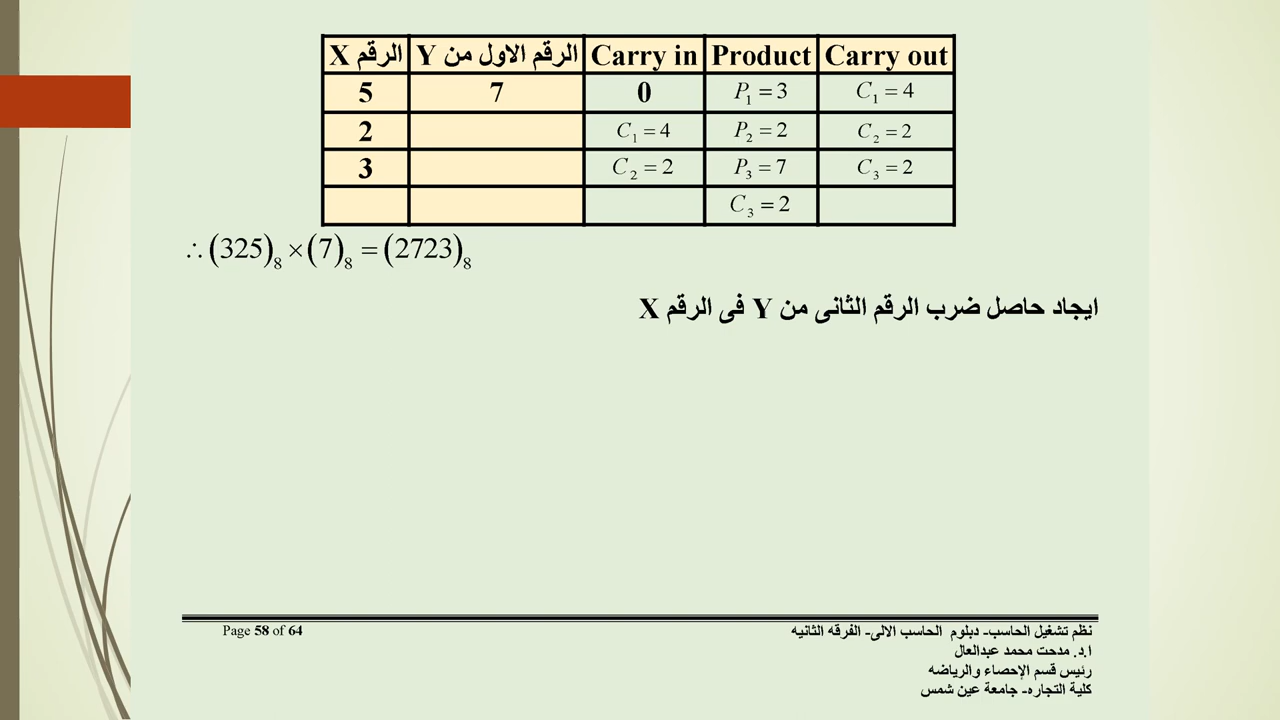 الرقم X الرقم الاول من Y Carry in Product Carry out
5 7 0 P₁ = 3 C₁ = 4
2 C₁ = 4 P₂ = 2 C₂ = 2
3 C₂ = 2 P₃ = 7 C₃ = 2
C₃ = 2
∴ (325)₈ × (7)₈ = (2723)₈
ايجاد حاصل ضرب الرقم الثانى من Y فى الرقم X
Page 58 of 64
نظم تشغيل الحاسب- دبلوم الحاسب الالى- الفرقه الثانيه
ا.د. مدحت محمد عبدالعال
رئيس قسم الإحصاء والرياضه
كلية التجاره- جامعة عين شمس